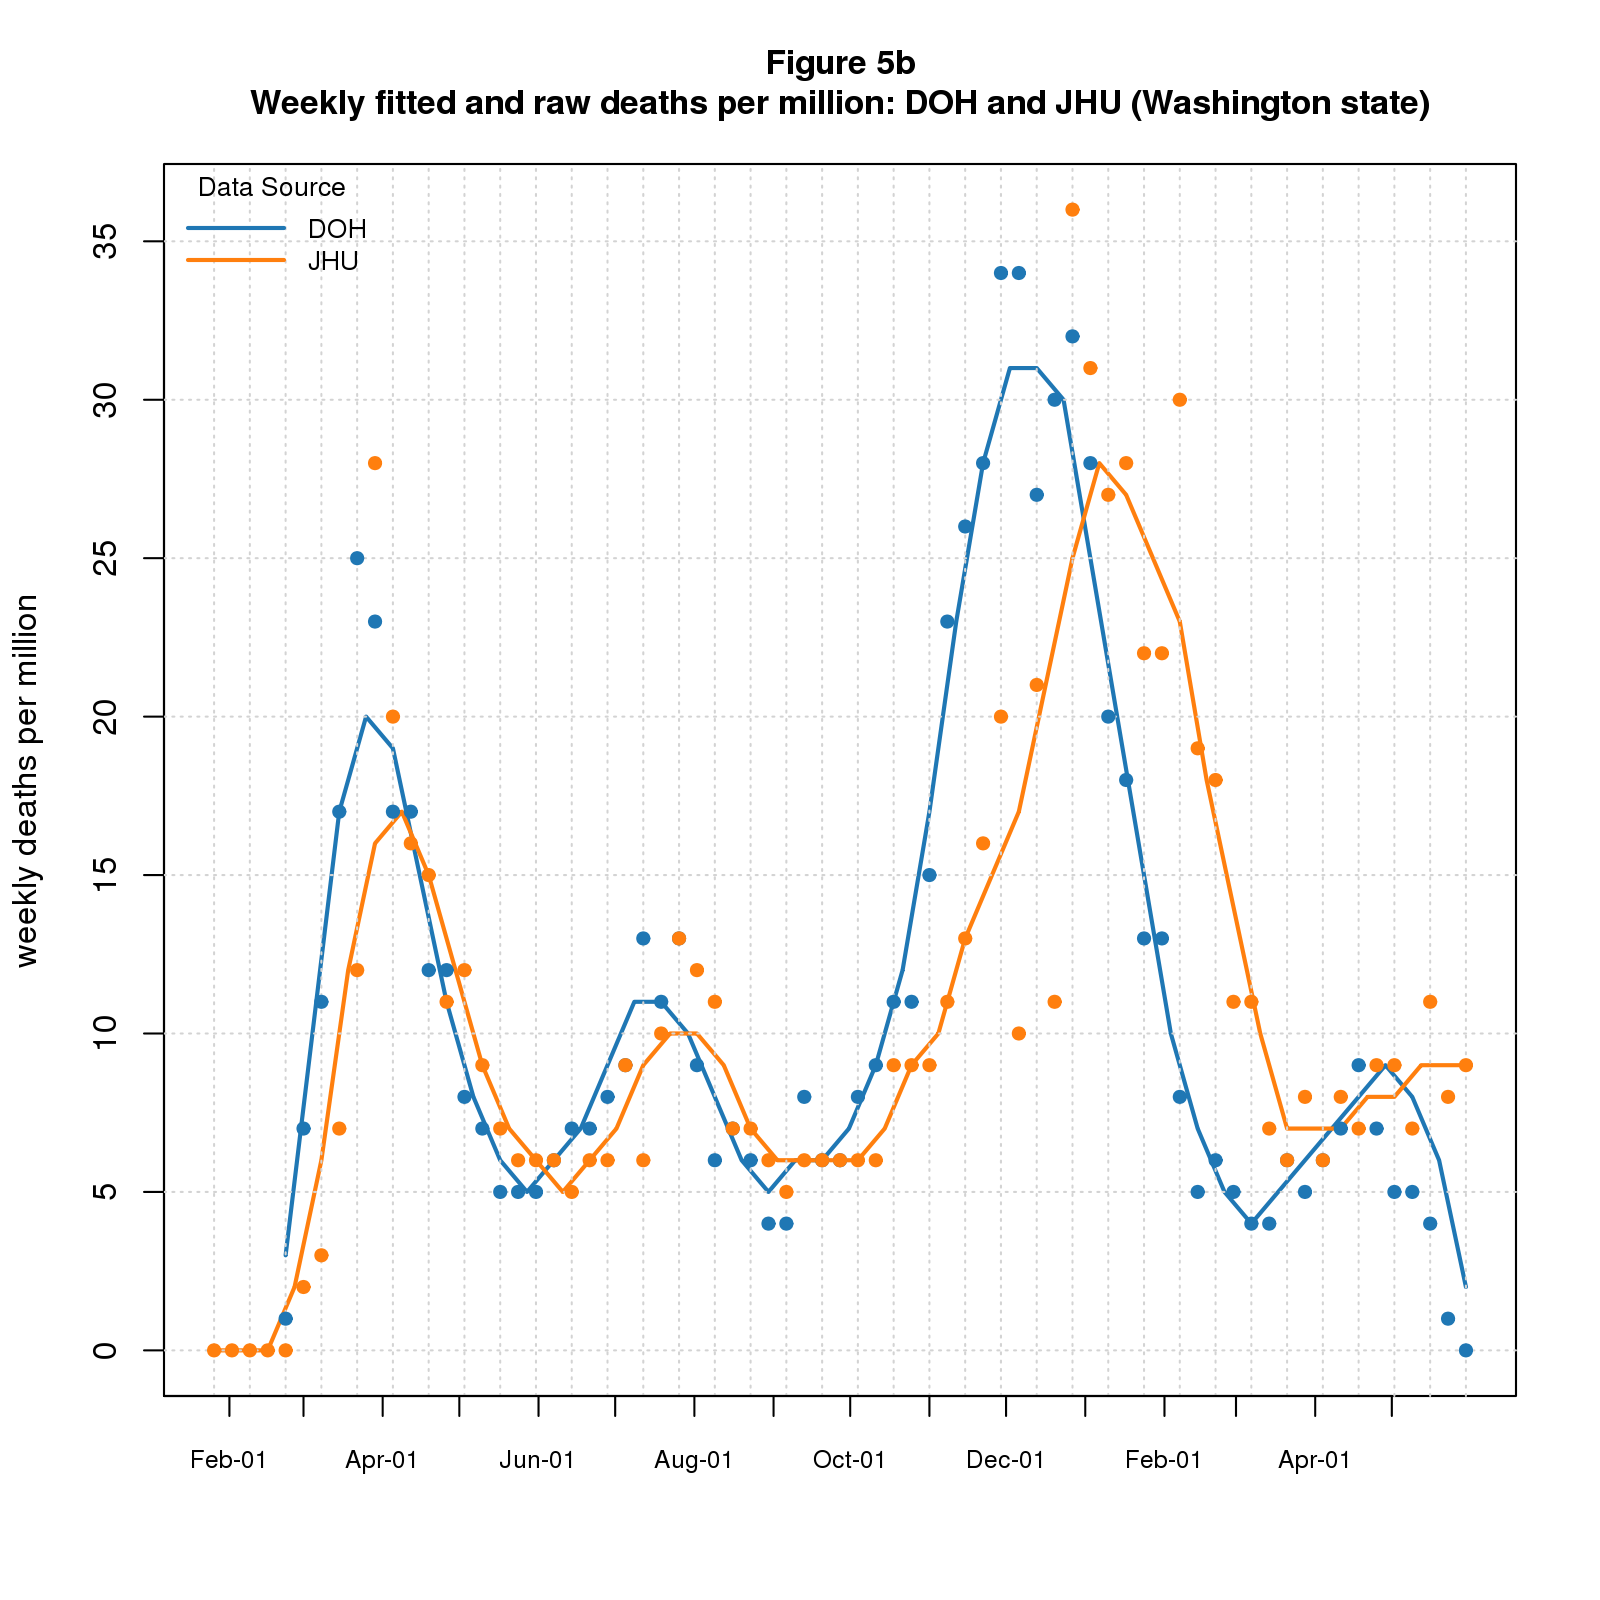 Figure 5b
Weekly fitted and raw deaths per million: DOH and JHU (Washington state)
Data Source
DOH
JHU
weekly deaths per million
35
30
25
20
15
10
5
0
Feb-01 Apr-01 Jun-01 Aug-01 Oct-01 Dec-01 Feb-01 Apr-01